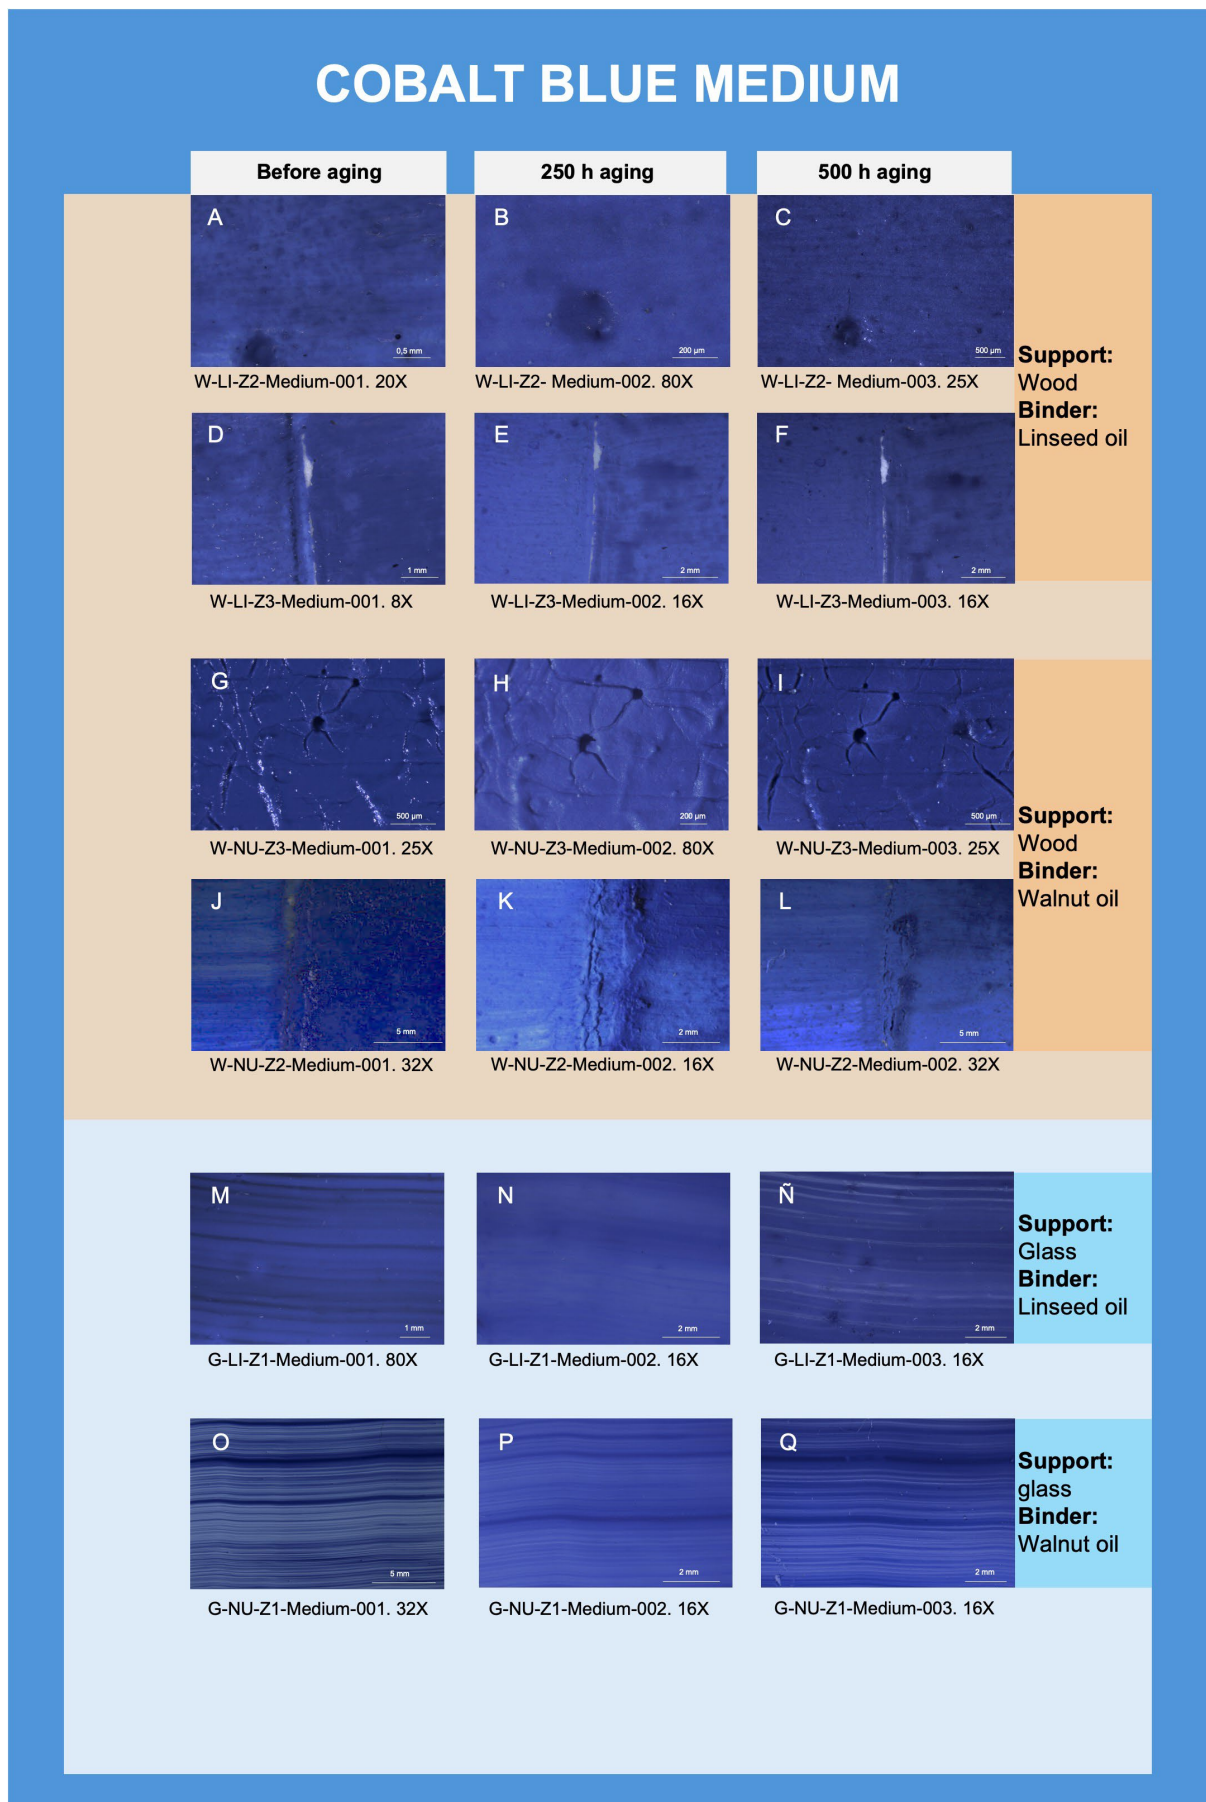 COBALT BLUE MEDIUM
Before aging
250 h aging
500 h aging
A
B
C
0,5 mm
200 µm
500 µm
W-LI-Z2-Medium-001. 20X
W-LI-Z2- Medium-002. 80X
W-LI-Z2- Medium-003. 25X
D
E
F
1 mm
2 mm
2 mm
W-LI-Z3-Medium-001. 8X
W-LI-Z3-Medium-002. 16X
W-LI-Z3-Medium-003. 16X
Support:
Wood
Binder:
Linseed oil
G
H
I
500 µm
200 µm
500 µm
W-NU-Z3-Medium-001. 25X
W-NU-Z3-Medium-002. 80X
W-NU-Z3-Medium-003. 25X
J
K
L
5 mm
2 mm
5 mm
W-NU-Z2-Medium-001. 32X
W-NU-Z2-Medium-002. 16X
W-NU-Z2-Medium-002. 32X
Support:
Wood
Binder:
Walnut oil
M
N
Ñ
1 mm
2 mm
2 mm
G-LI-Z1-Medium-001. 80X
G-LI-Z1-Medium-002. 16X
G-LI-Z1-Medium-003. 16X
Support:
Glass
Binder:
Linseed oil
O
P
Q
5 mm
2 mm
2 mm
G-NU-Z1-Medium-001. 32X
G-NU-Z1-Medium-002. 16X
G-NU-Z1-Medium-003. 16X
Support:
glass
Binder:
Walnut oil